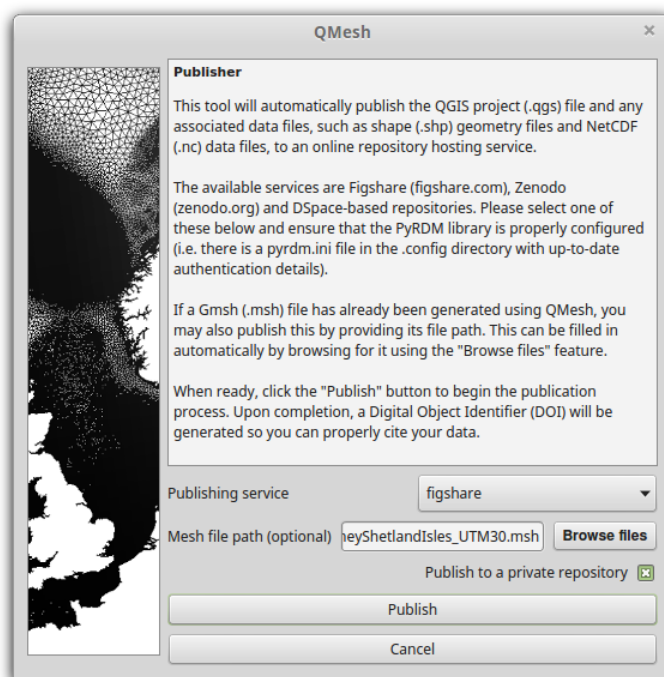 QMesh
Publisher
This tool will automatically publish the QGIS project (.qgs) file and any
associated data files, such as shape (.shp) geometry files and NetCDF
(.nc) data files, to an online repository hosting service.
The available services are Figshare (figshare.com), Zenodo
(zenodo.org) and DSpace-based repositories. Please select one of
these below and ensure that the PyRDM library is properly configured
(i.e. there is a pyrdm.ini file in the .config directory with up-to-date
authentication details).
If a Gmsh (.msh) file has already been generated using QMesh, you
may also publish this by providing its file path. This can be filled in
automatically by browsing for it using the "Browse files" feature.
When ready, click the "Publish" button to begin the publication
process. Upon completion, a Digital Object Identifier (DOI) will be
generated so you can properly cite your data.
Publishing service figshare
Mesh file path (optional) neyShetlandIsles_UTM30.msh Browse files
Publish to a private repository
Publish
Cancel